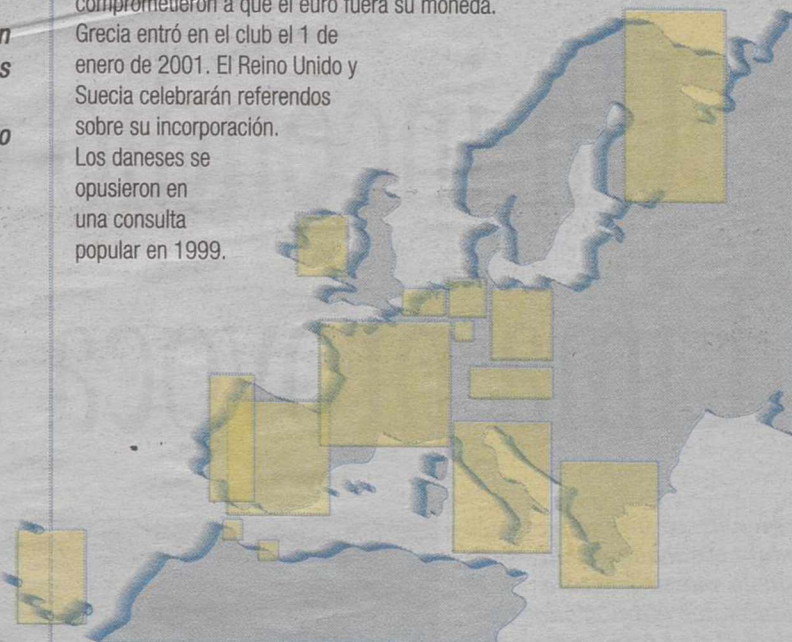 comprometieron a que el euro fuera su moneda.
Grecia entró en el club el 1 de
enero de 2001. El Reino Unido y
Suecia celebrarán referendos
sobre su incorporación.
Los daneses se
opusieron en
una consulta
popular en 1999.
n
s
o